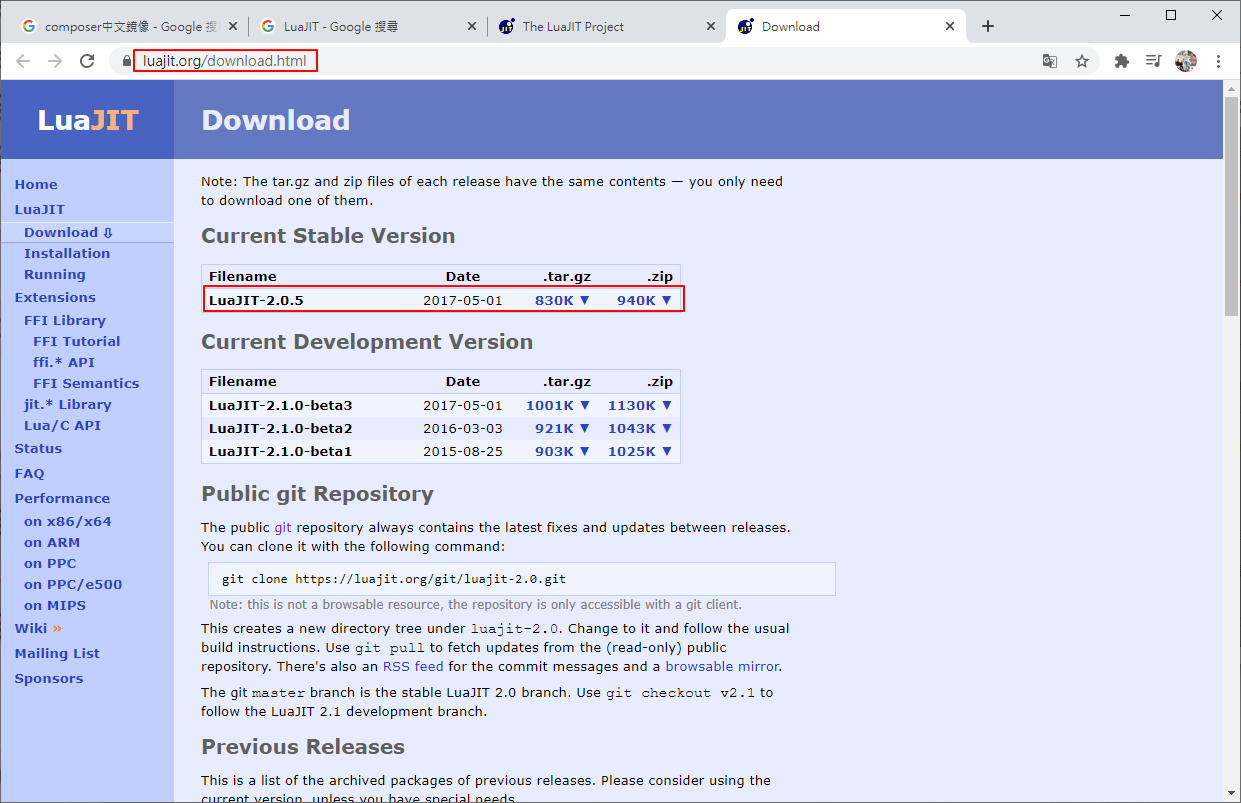 composer中文鏡像 - Google 搜
LuaJIT - Google 搜尋
The LuaJIT Project
Download
luajit.org/download.html
LuaJIT
Download
Home
LuaJIT
Download ⇩
Installation
Running
Extensions
FFI Library
FFI Tutorial
ffi.* API
FFI Semantics
jit.* Library
Lua/C API
Status
FAQ
Performance
on x86/x64
on ARM
on PPC
on PPC/e500
on MIPS
Wiki »
Mailing List
Sponsors
Note: The tar.gz and zip files of each release have the same contents — you only need
to download one of them.
Current Stable Version
Filename Date .tar.gz .zip
LuaJIT-2.0.5 2017-05-01 830K ▼ 940K ▼
Current Development Version
Filename Date .tar.gz .zip
LuaJIT-2.1.0-beta3 2017-05-01 1001K ▼ 1130K ▼
LuaJIT-2.1.0-beta2 2016-03-03 921K ▼ 1043K ▼
LuaJIT-2.1.0-beta1 2015-08-25 903K ▼ 1025K ▼
Public git Repository
The public git repository always contains the latest fixes and updates between releases.
You can clone it with the following command:
git clone https://luajit.org/git/luajit-2.0.git
Note: this is not a browsable resource, the repository is only accessible with a git client.
This creates a new directory tree under luajit-2.0. Change to it and follow the usual
build instructions. Use git pull to fetch updates from the (read-only) public
repository. There's also an RSS feed for the commit messages and a browsable mirror.
The git master branch is the stable LuaJIT 2.0 branch. Use git checkout v2.1 to
follow the LuaJIT 2.1 development branch.
Previous Releases
This is a list of the archived packages of previous releases. Please consider using the
current version, unless you have special needs.